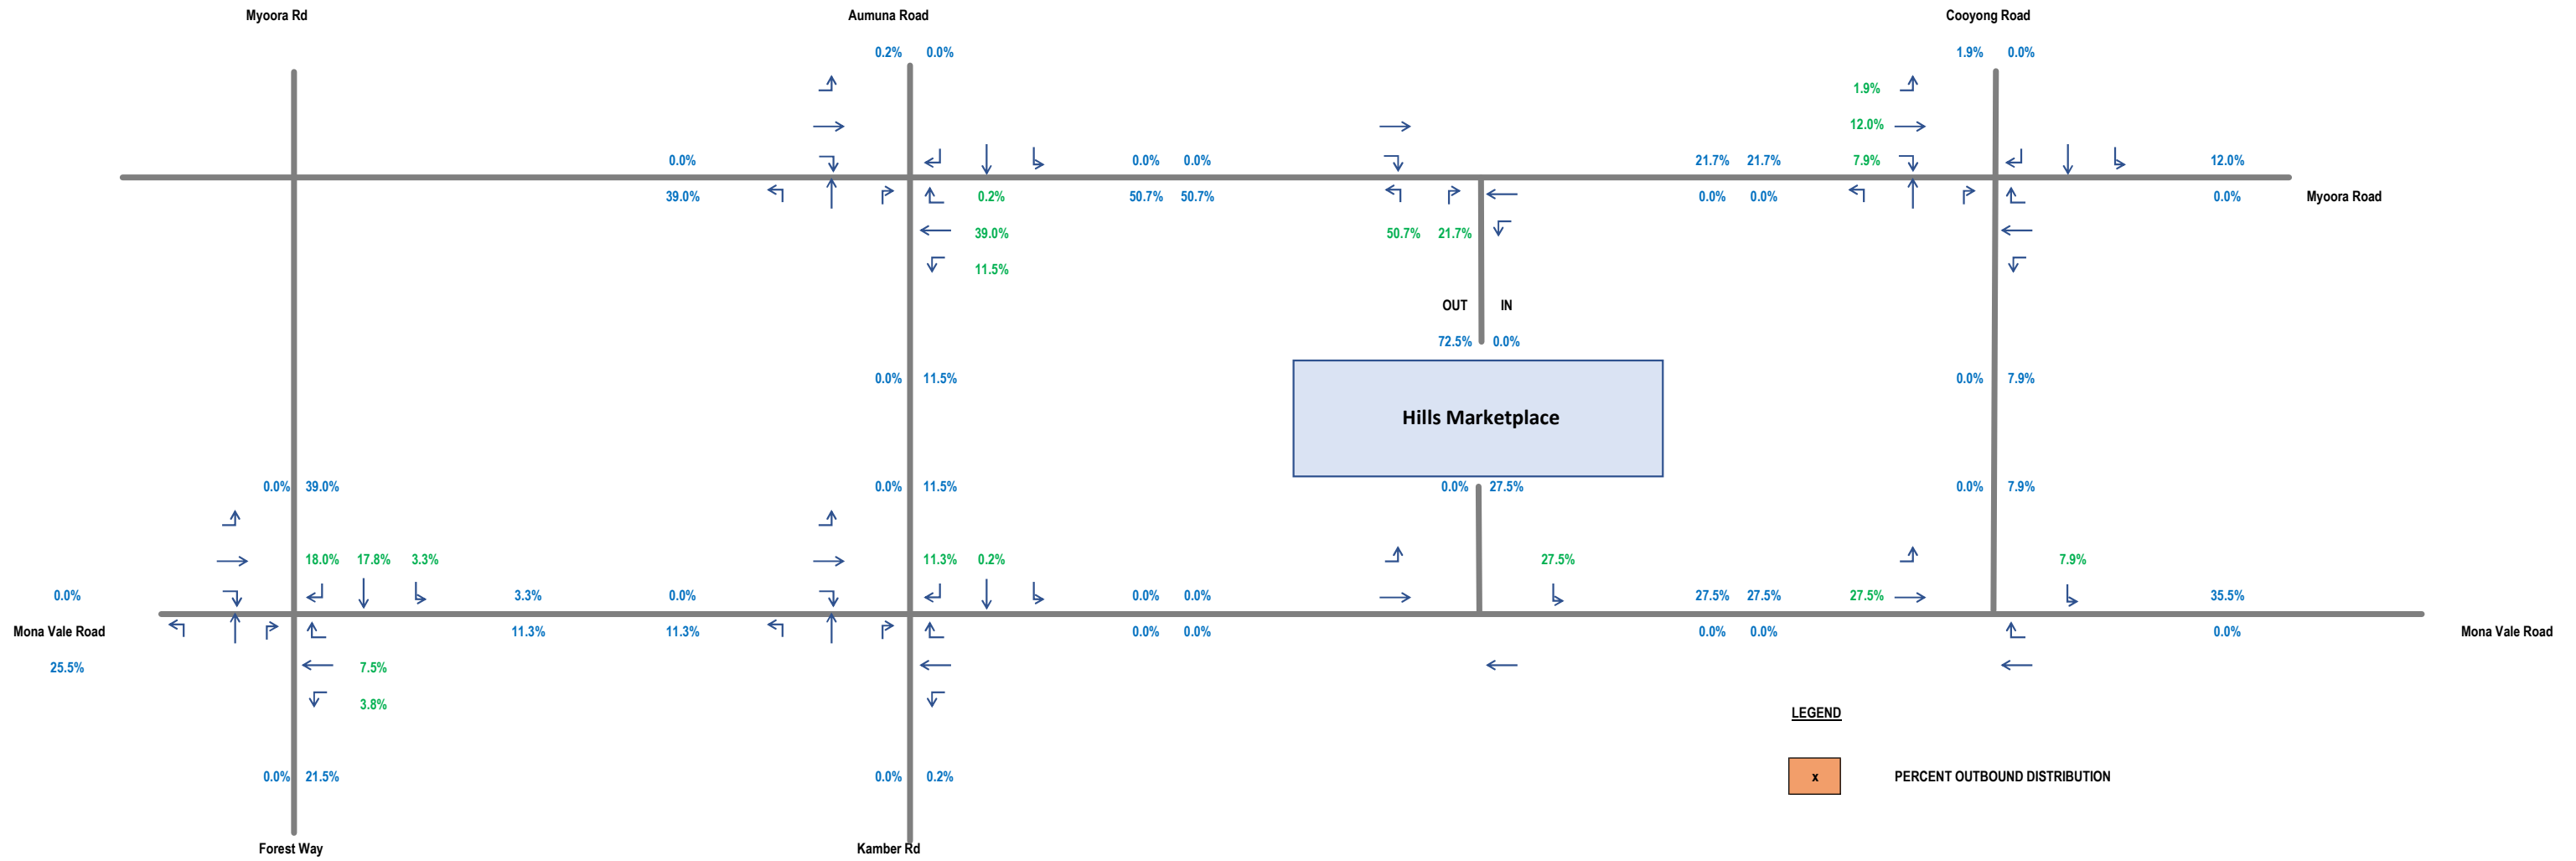 Myoora Rd Aumuna Road Cooyong Road
0.2% 0.0% 1.9% 0.0%
1.9%
12.0%
0.0% 0.0% 0.0% 21.7% 21.7% 7.9% 12.0%
39.0% 0.2% 50.7% 50.7% 0.0% 0.0% 0.0% Myoora Road
39.0% 50.7% 21.7%
11.5%
OUT IN
72.5% 0.0%
0.0% 11.5% 0.0% 7.9%
Hills Marketplace
0.0% 39.0% 0.0% 11.5% 0.0% 27.5% 0.0% 7.9%
18.0% 17.8% 3.3% 11.3% 0.2% 27.5% 7.9%
0.0% 3.3% 0.0% 0.0% 0.0% 27.5% 27.5% 27.5% 35.5%
Mona Vale Road 11.3% 11.3% 0.0% 0.0% 0.0% 0.0% 0.0% Mona Vale Road
25.5% 7.5%
3.8%
LEGEND
0.0% 21.5% 0.0% 0.2% x PERCENT OUTBOUND DISTRIBUTION
Forest Way Kamber Rd